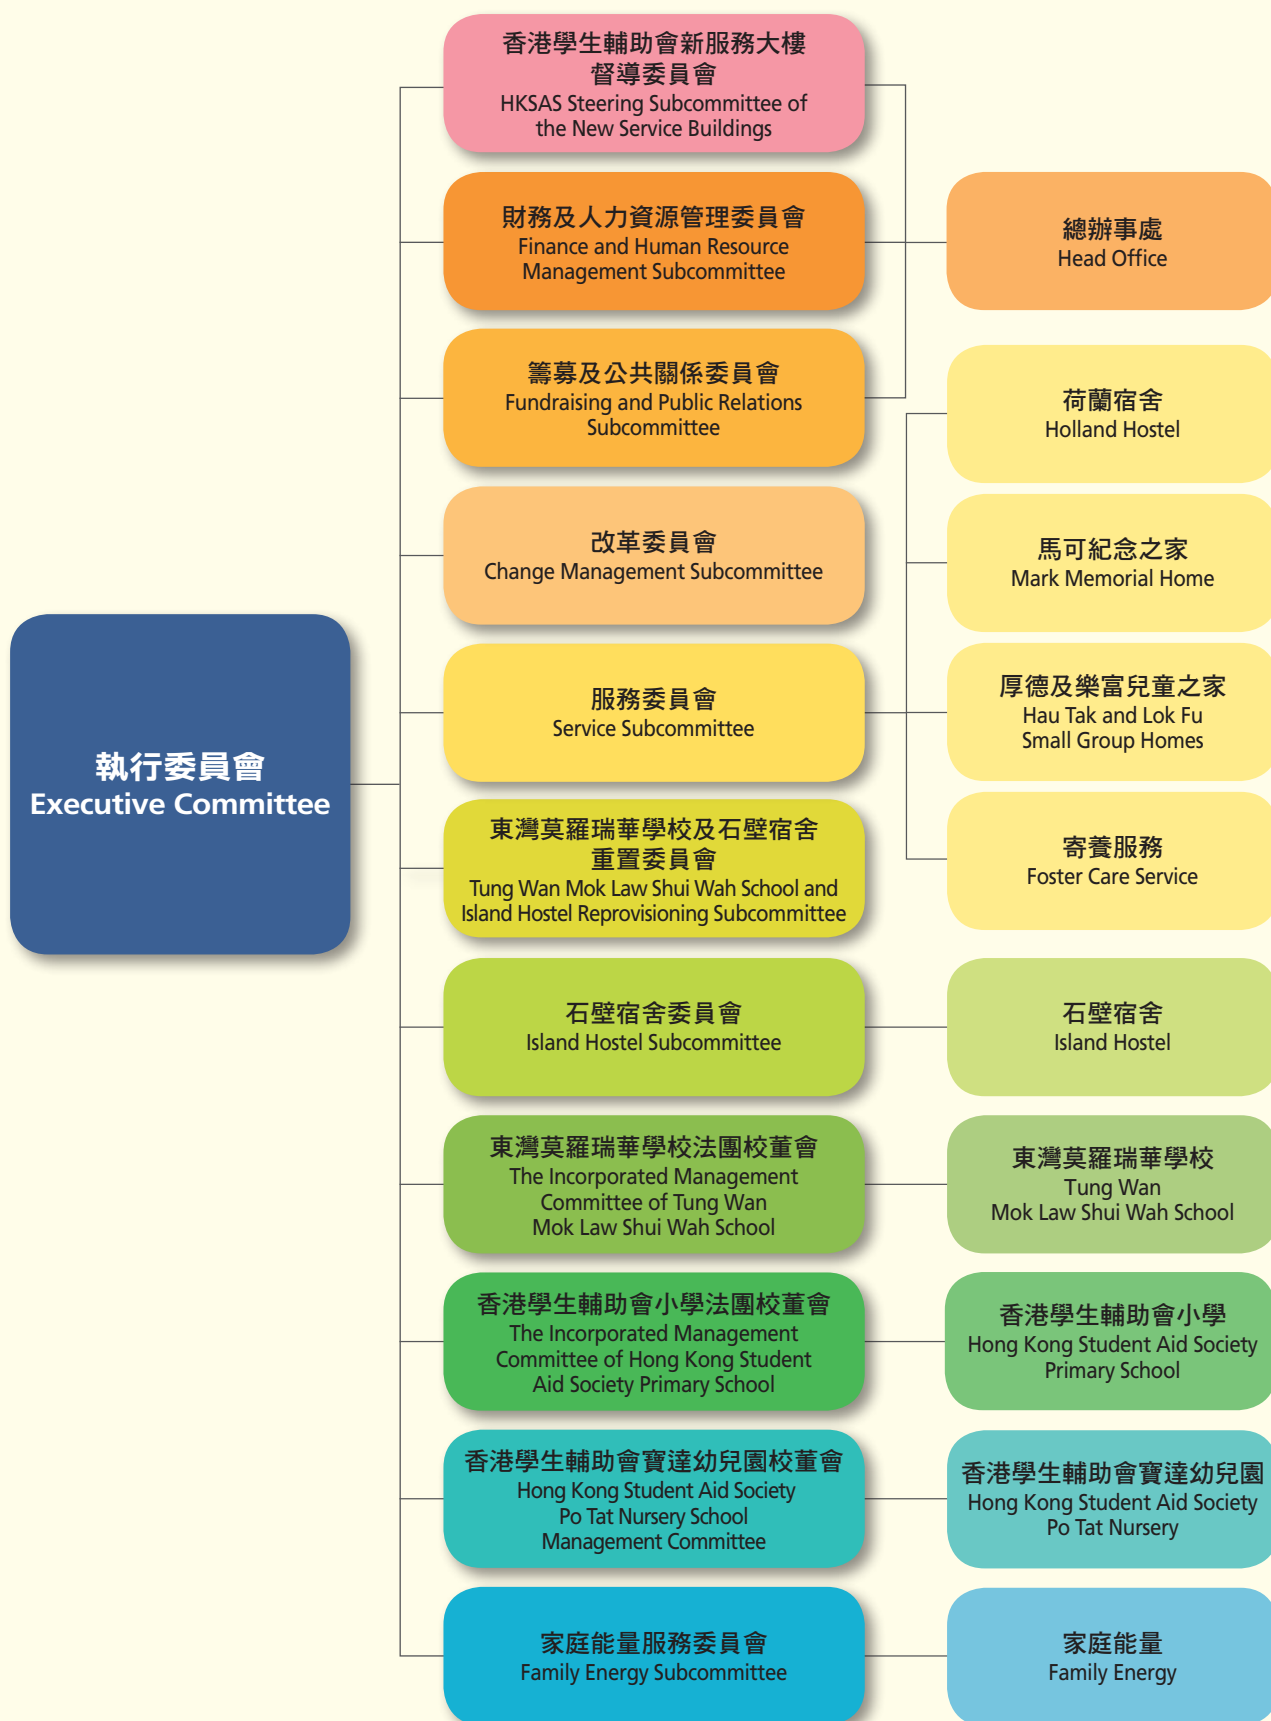 執行委員會
Executive Committee
香港學生輔助會新服務大樓
督導委員會
HKSAS Steering Subcommittee of
the New Service Buildings
財務及人力資源管理委員會
Finance and Human Resource
Management Subcommittee
籌募及公共關係委員會
Fundraising and Public Relations
Subcommittee
改革委員會
Change Management Subcommittee
服務委員會
Service Subcommittee
東灣莫羅瑞華學校及石壁宿舍
重置委員會
Tung Wan Mok Law Shui Wah School and
Island Hostel Reprovisioning Subcommittee
石壁宿舍委員會
Island Hostel Subcommittee
東灣莫羅瑞華學校法團校董會
The Incorporated Management
Committee of Tung Wan
Mok Law Shui Wah School
香港學生輔助會小學法團校董會
The Incorporated Management
Committee of Hong Kong Student
Aid Society Primary School
香港學生輔助會寶達幼兒園校董會
Hong Kong Student Aid Society
Po Tat Nursery School
Management Committee
家庭能量服務委員會
Family Energy Subcommittee
總辦事處
Head Office
荷蘭宿舍
Holland Hostel
馬可紀念之家
Mark Memorial Home
厚德及樂富兒童之家
Hau Tak and Lok Fu
Small Group Homes
寄養服務
Foster Care Service
石壁宿舍
Island Hostel
東灣莫羅瑞華學校
Tung Wan
Mok Law Shui Wah School
香港學生輔助會小學
Hong Kong Student Aid Society
Primary School
香港學生輔助會寶達幼兒園
Hong Kong Student Aid Society
Po Tat Nursery
家庭能量
Family Energy